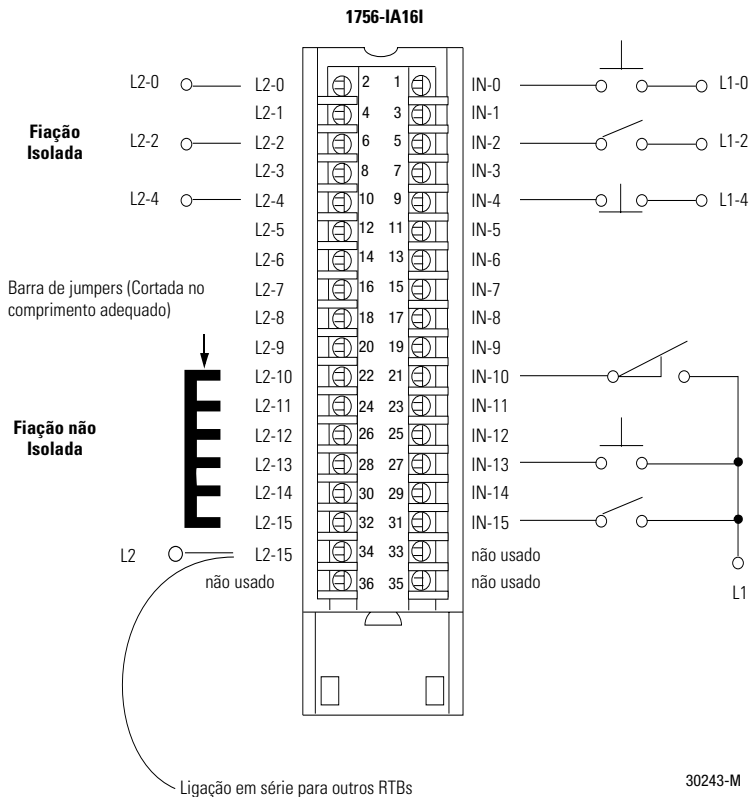 1756-IA16I
L2-0 L2-0 2 1 IN-0 L1-0
L2-1 4 3 IN-1
Fiação
Isolada
L2-2 L2-2 6 5 IN-2 L1-2
L2-3 8 7 IN-3
L2-4 L2-4 10 9 IN-4 L1-4
L2-5 12 11 IN-5
L2-6 14 13 IN-6
Barra de jumpers (Cortada no
comprimento adequado)
L2-7 16 15 IN-7
L2-8 18 17 IN-8
L2-9 20 19 IN-9
L2-10 22 21 IN-10
L2-11 24 23 IN-11
Fiação não
Isolada
L2-12 26 25 IN-12
L2-13 28 27 IN-13
L2-14 30 29 IN-14
L2-15 32 31 IN-15
L2 L2-15 34 33 não usado
não usado 36 35 não usado
L1
Ligação em série para outros RTBs
30243-M